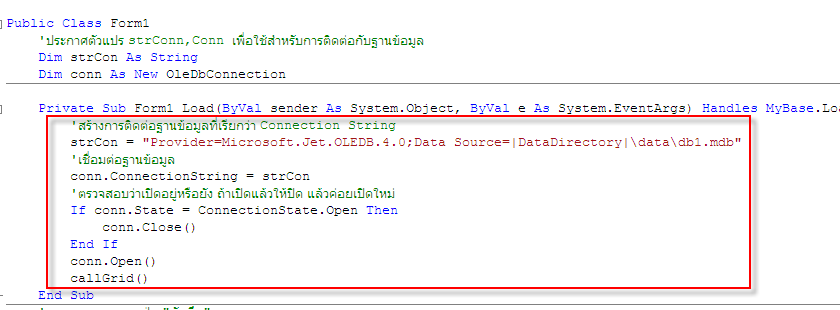 Public Class Form1
'ประกาศตัวแปร strConn,Conn เพื่อใช้สำหรับการติดต่อกับฐานข้อมูล
Dim strCon As String
Dim conn As New OleDbConnection
Private Sub Form1_Load(ByVal sender As System.Object, ByVal e As System.EventArgs) Handles MyBase.Loa
'สร้างการติดต่อฐานข้อมูลที่เรียกว่า Connection String
strCon = "Provider=Microsoft.Jet.OLEDB.4.0;Data Source=|DataDirectory|\data\db1.mdb"
'เชื่อมต่อฐานข้อมูล
conn.ConnectionString = strCon
'ตรวจสอบว่าเปิดอยู่หรือยัง ถ้าเปิดแล้วให้ปิด แล้วค่อยเปิดใหม่
If conn.State = ConnectionState.Open Then
conn.Close()
End If
conn.Open()
callGrid()
End Sub